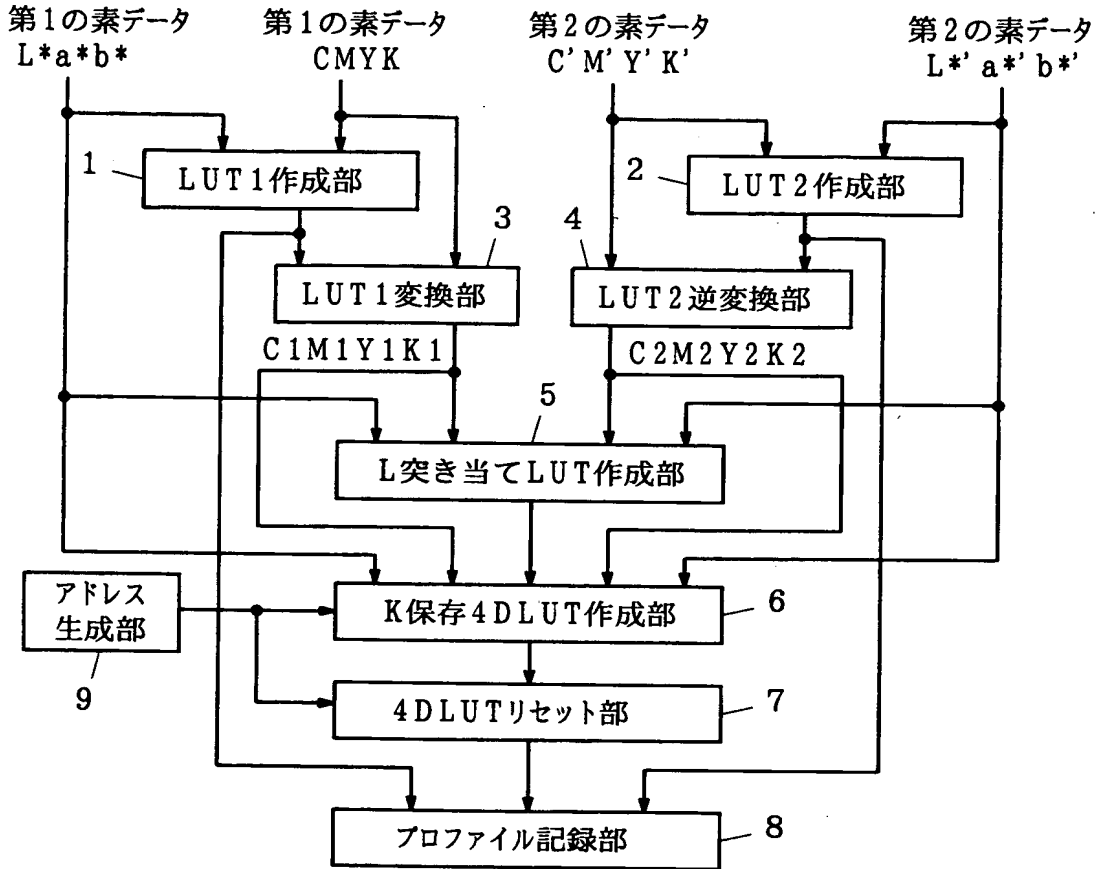 第1の素データ
L*a*b*
第1の素データ
CMYK
第2の素データ
C'M'Y'K'
第2の素データ
L*'a*'b*'
1
LUT1作成部
2
LUT2作成部
3
LUT1変換部
4
LUT2逆変換部
C1M1Y1K1
C2M2Y2K2
5
L突き当てLUT作成部
アドレス
生成部
9
K保存4DLUT作成部
6
4DLUTリセット部
7
プロファイル記録部
8